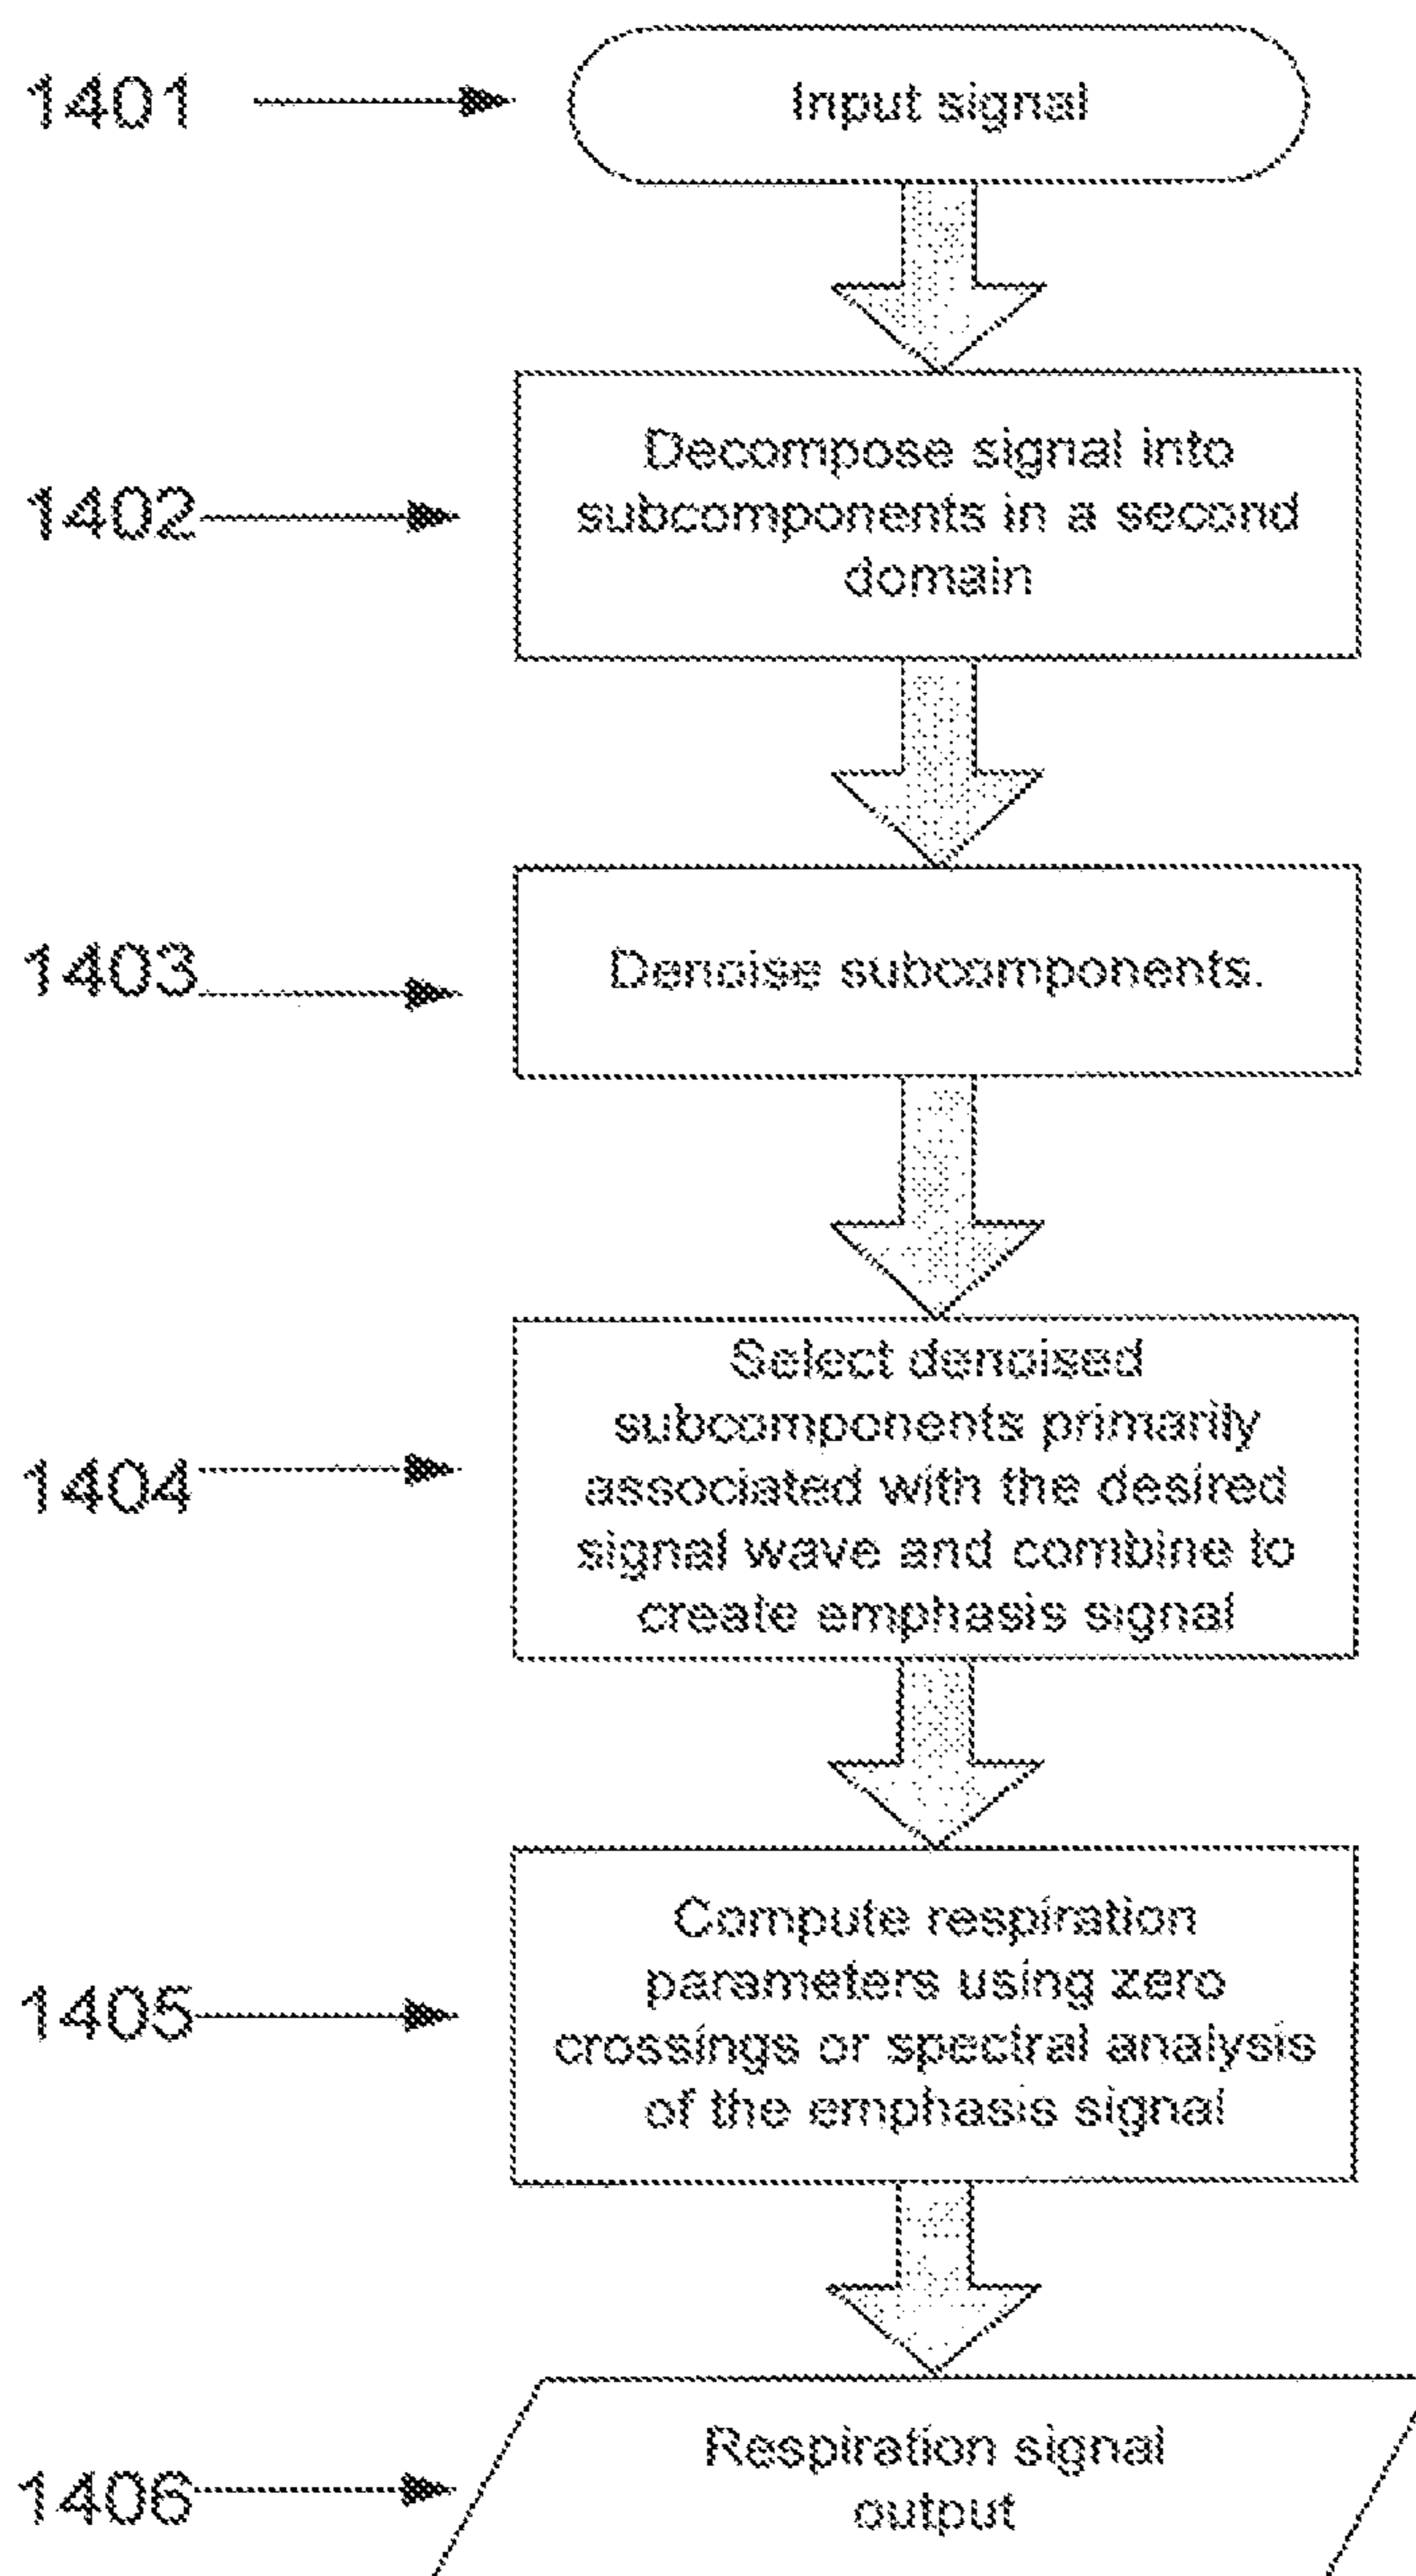 1401
Input signal
1402
Decompose signal into
subcomponents in a second
domain
1403
Denoise subcomponents.
1404
Select denoised
subcomponents primarily
associated with the desired
signal wave and combine to
create emphasis signal
1405
Compute respiration
parameters using zero
crossings or spectral analysis
of the emphasis signal
1406
Respiration signal
output